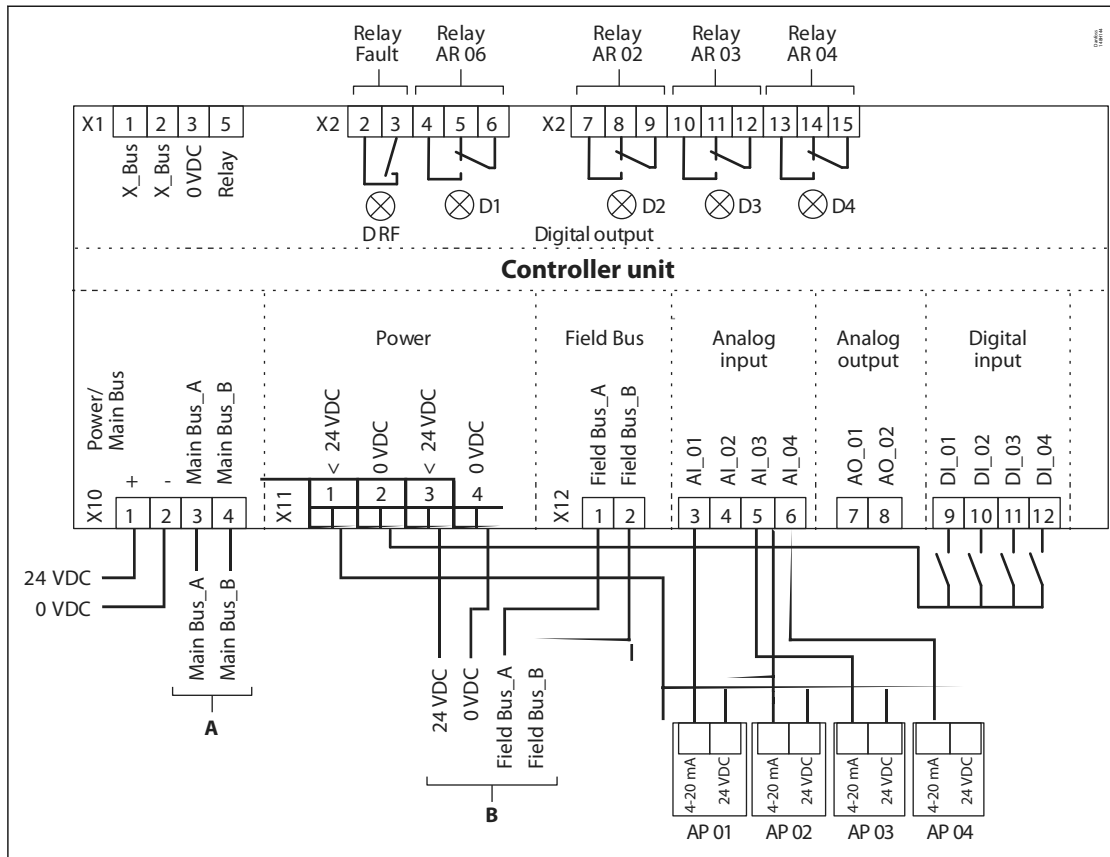 Relay Fault
Relay AR 06
Relay AR 02
Relay AR 03
Relay AR 04
X1 1 2 3 5
X2 2 3 4 5 6
X2 7 8 9 10 11 12 13 14 15
X_Bus
X_Bus
0 VDC
Relay
DRF
D1
D2
D3
D4
Digital output
Controller unit
Power/ Main Bus
Power
Field Bus
Analog input
Analog output
Digital input
+
-
Main Bus_A
Main Bus_B
< 24 VDC
0 VDC
< 24 VDC
0 VDC
Field Bus_A
Field Bus_B
AI_01
AI_02
AI_03
AI_04
AO_01
AO_02
DI_01
DI_02
DI_03
DI_04
X10 1 2 3 4
X11 1 2 3 4
X12 1 2
3 4 5 6
7 8
9 10 11 12
24 VDC
0 VDC
Main Bus_A
Main Bus_B
A
24 VDC
0 VDC
Field Bus_A
Field Bus_B
B
4-20 mA
24 VDC
4-20 mA
24 VDC
4-20 mA
24 VDC
4-20 mA
24 VDC
AP 01
AP 02
AP 03
AP 04